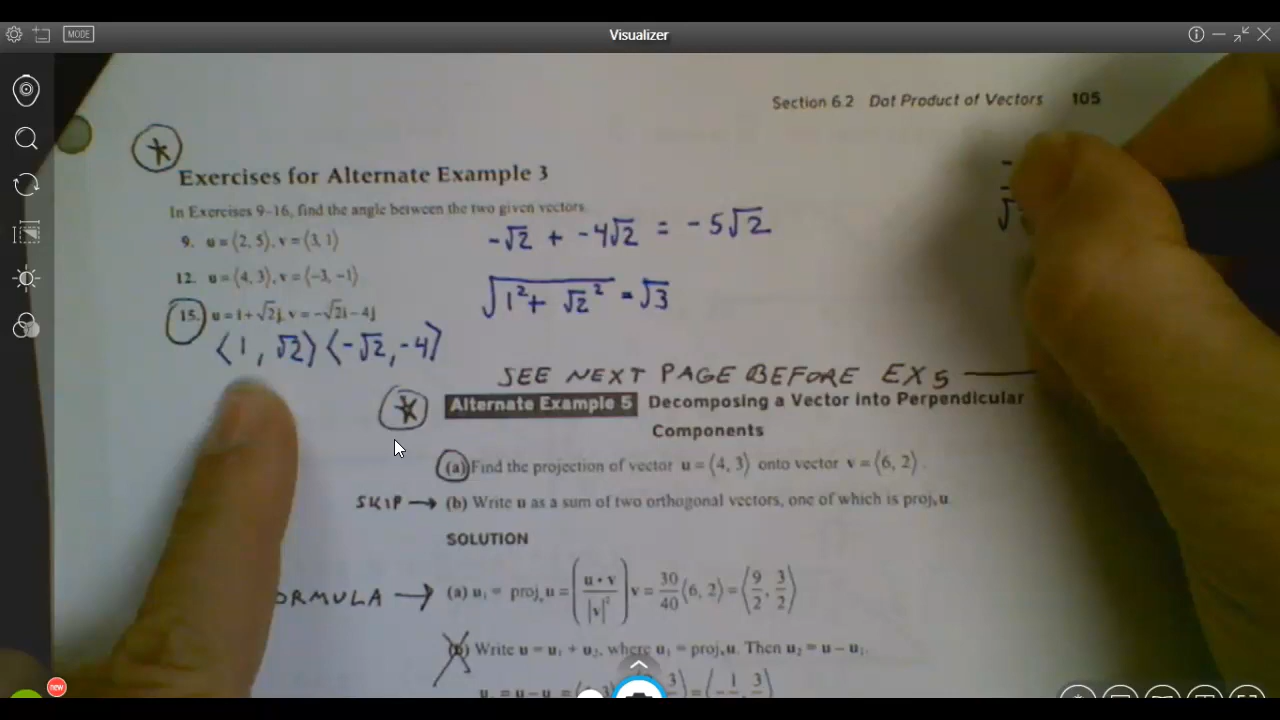 MODE
Visualizer
Section 6.2 Dot Product of Vectors 105
Exercises for Alternate Example 3
In Exercises 9–16, find the angle between the two given vectors.
9. u = ⟨2, 5⟩, v = ⟨3, 1⟩
-√2 + -4√2 = -5√2
12. u = ⟨4, 3⟩, v = ⟨−3, −1⟩
√1² + √2² = √3
15. u = i + √2j, v = −√2i − 4j
⟨1, √2⟩ ⟨-√2, -4⟩
SEE NEXT PAGE BEFORE EX 5
Alternate Example 5 Decomposing a Vector into Perpendicular
Components
(a) Find the projection of vector u = ⟨4, 3⟩ onto vector v = ⟨6, 2⟩.
SKIP → (b) Write u as a sum of two orthogonal vectors, one of which is projᵥu.
SOLUTION
ORMULA → (a) u₁ = projᵥu = (u • v / |v|²) v = 30/40 ⟨6, 2⟩ = ⟨9/2, 3/2⟩
(b) Write u = u₁ + u₂, where u₁ = projᵥu. Then u₂ = u − u₁.
new